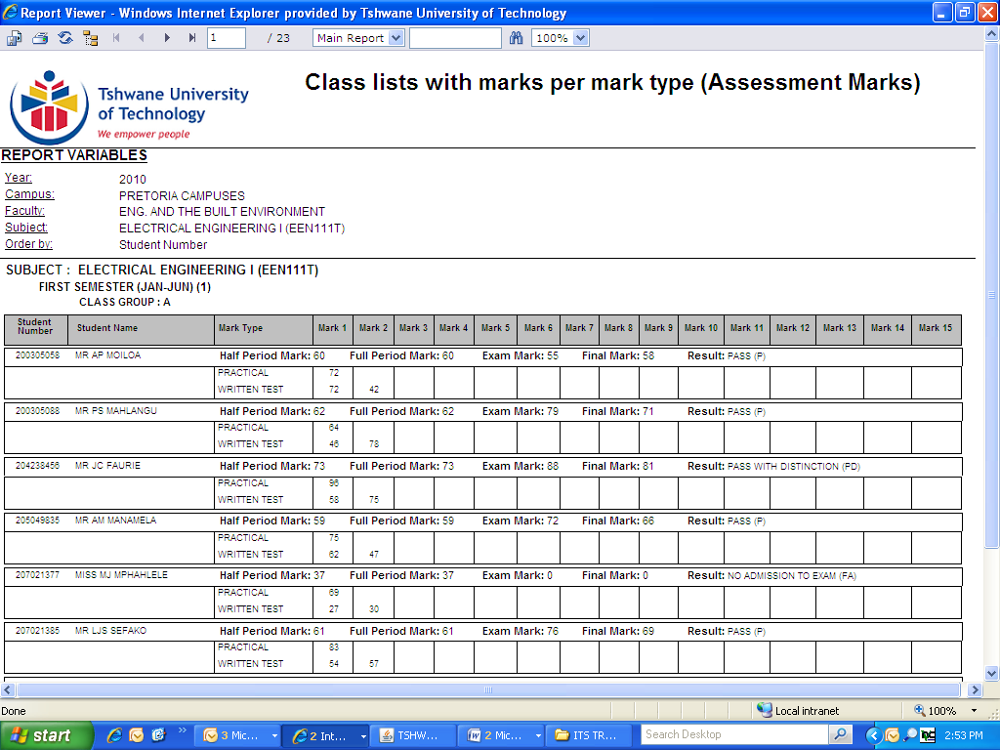 Report Viewer - Windows Internet Explorer provided by Tshwane University of Technology
1 / 23 Main Report 100%
Class lists with marks per mark type (Assessment Marks)
Tshwane University
of Technology
We empower people
REPORT VARIABLES
Year: 2010
Campus: PRETORIA CAMPUSES
Faculty: ENG. AND THE BUILT ENVIRONMENT
Subject: ELECTRICAL ENGINEERING I (EEN111T)
Order by: Student Number
SUBJECT : ELECTRICAL ENGINEERING I (EEN111T)
FIRST SEMESTER (JAN-JUN) (1)
CLASS GROUP : A
Student Number Student Name Mark Type Mark 1 Mark 2 Mark 3 Mark 4 Mark 5 Mark 6 Mark 7 Mark 8 Mark 9 Mark 10 Mark 11 Mark 12 Mark 13 Mark 14 Mark 15
200305058 MR AP MOILOA Half Period Mark: 60 Full Period Mark: 60 Exam Mark: 55 Final Mark: 58 Result: PASS (P)
PRACTICAL 72
WRITTEN TEST 72 42
200305088 MR PS MAHLANGU Half Period Mark: 62 Full Period Mark: 62 Exam Mark: 79 Final Mark: 71 Result: PASS (P)
PRACTICAL 64
WRITTEN TEST 46 78
204238456 MR JC FAURIE Half Period Mark: 73 Full Period Mark: 73 Exam Mark: 88 Final Mark: 81 Result: PASS WITH DISTINCTION (PD)
PRACTICAL 96
WRITTEN TEST 58 75
205049835 MR AM MANAMELA Half Period Mark: 59 Full Period Mark: 59 Exam Mark: 72 Final Mark: 66 Result: PASS (P)
PRACTICAL 75
WRITTEN TEST 62 47
207021377 MISS MJ MPHAHLELE Half Period Mark: 37 Full Period Mark: 37 Exam Mark: 0 Final Mark: 0 Result: NO ADMISSION TO EXAM (FA)
PRACTICAL 69
WRITTEN TEST 27 30
207021385 MR LJS SEFAKO Half Period Mark: 61 Full Period Mark: 61 Exam Mark: 76 Final Mark: 69 Result: PASS (P)
PRACTICAL 83
WRITTEN TEST 54 57
Done Local intranet 100%
start 3 Mic... 2 Int... TSHW... 2 Mic... ITS TR... Search Desktop 2:53 PM